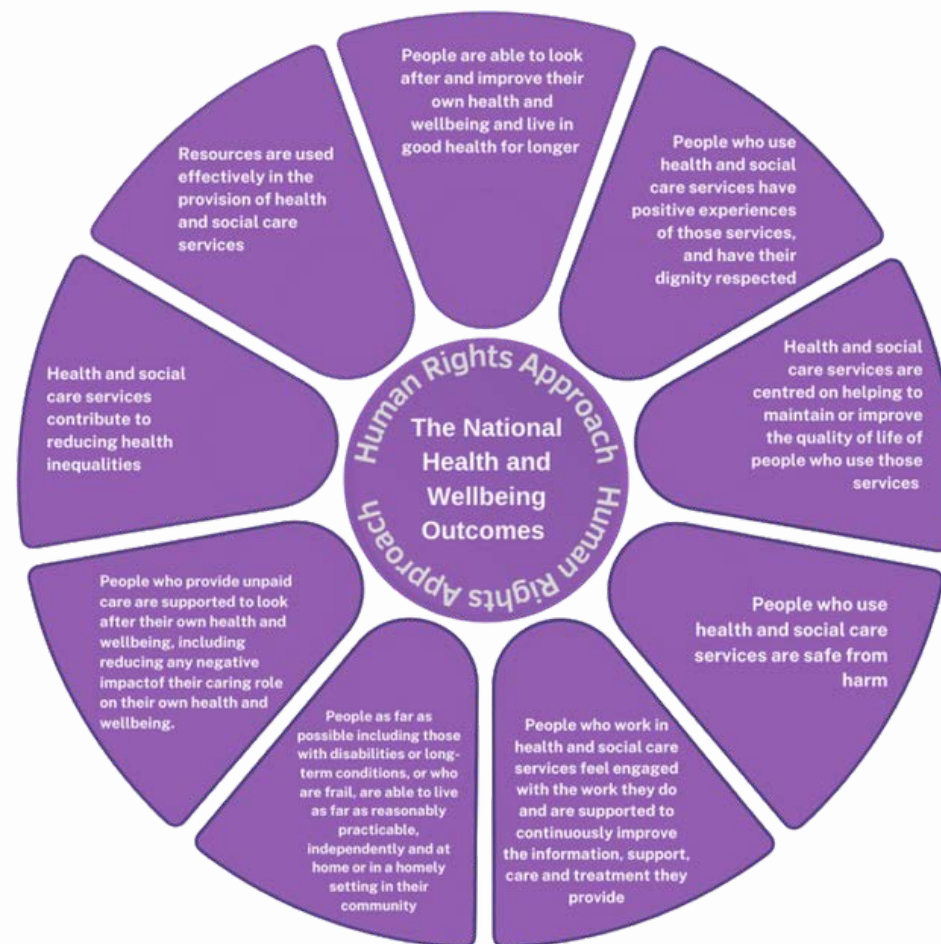 People are able to look
after and improve their
own health and
wellbeing and live in
good health for longer
People who use
health and social
care services have
positive experiences
of those services,
and have their
dignity respected
Health and social
care services are
centred on helping to
maintain or improve
the quality of life of
people who use those
services
People who use
health and social care
services are safe from
harm
People who work in
health and social care
services feel engaged
with the work they do
and are supported to
continuously improve
the information, support,
care and treatment they
provide
People as far as
possible including those
with disabilities or long-
term conditions, or who
are frail, are able to live
as far as reasonably
practicable,
independently and at
home or in a homely
setting in their
community
People who provide unpaid
care are supported to look
after their own health and
wellbeing, including
reducing any negative
impactof their caring role
on their own health and
wellbeing.
Health and social
care services
contribute to
reducing health
inequalities
Resources are used
effectively in the
provision of health
and social care
services
Human Rights Approach
The National
Health and
Wellbeing
Outcomes
Human Rights Approach